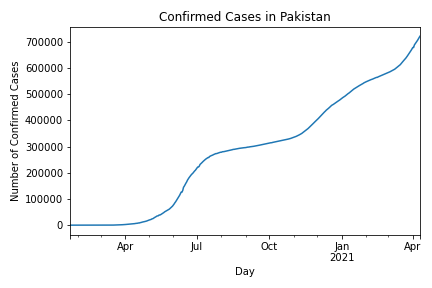 Confirmed Cases in Pakistan
Number of Confirmed Cases
700000
600000
500000
400000
300000
200000
100000
0
Apr Jul Oct Jan Apr
2021
Day